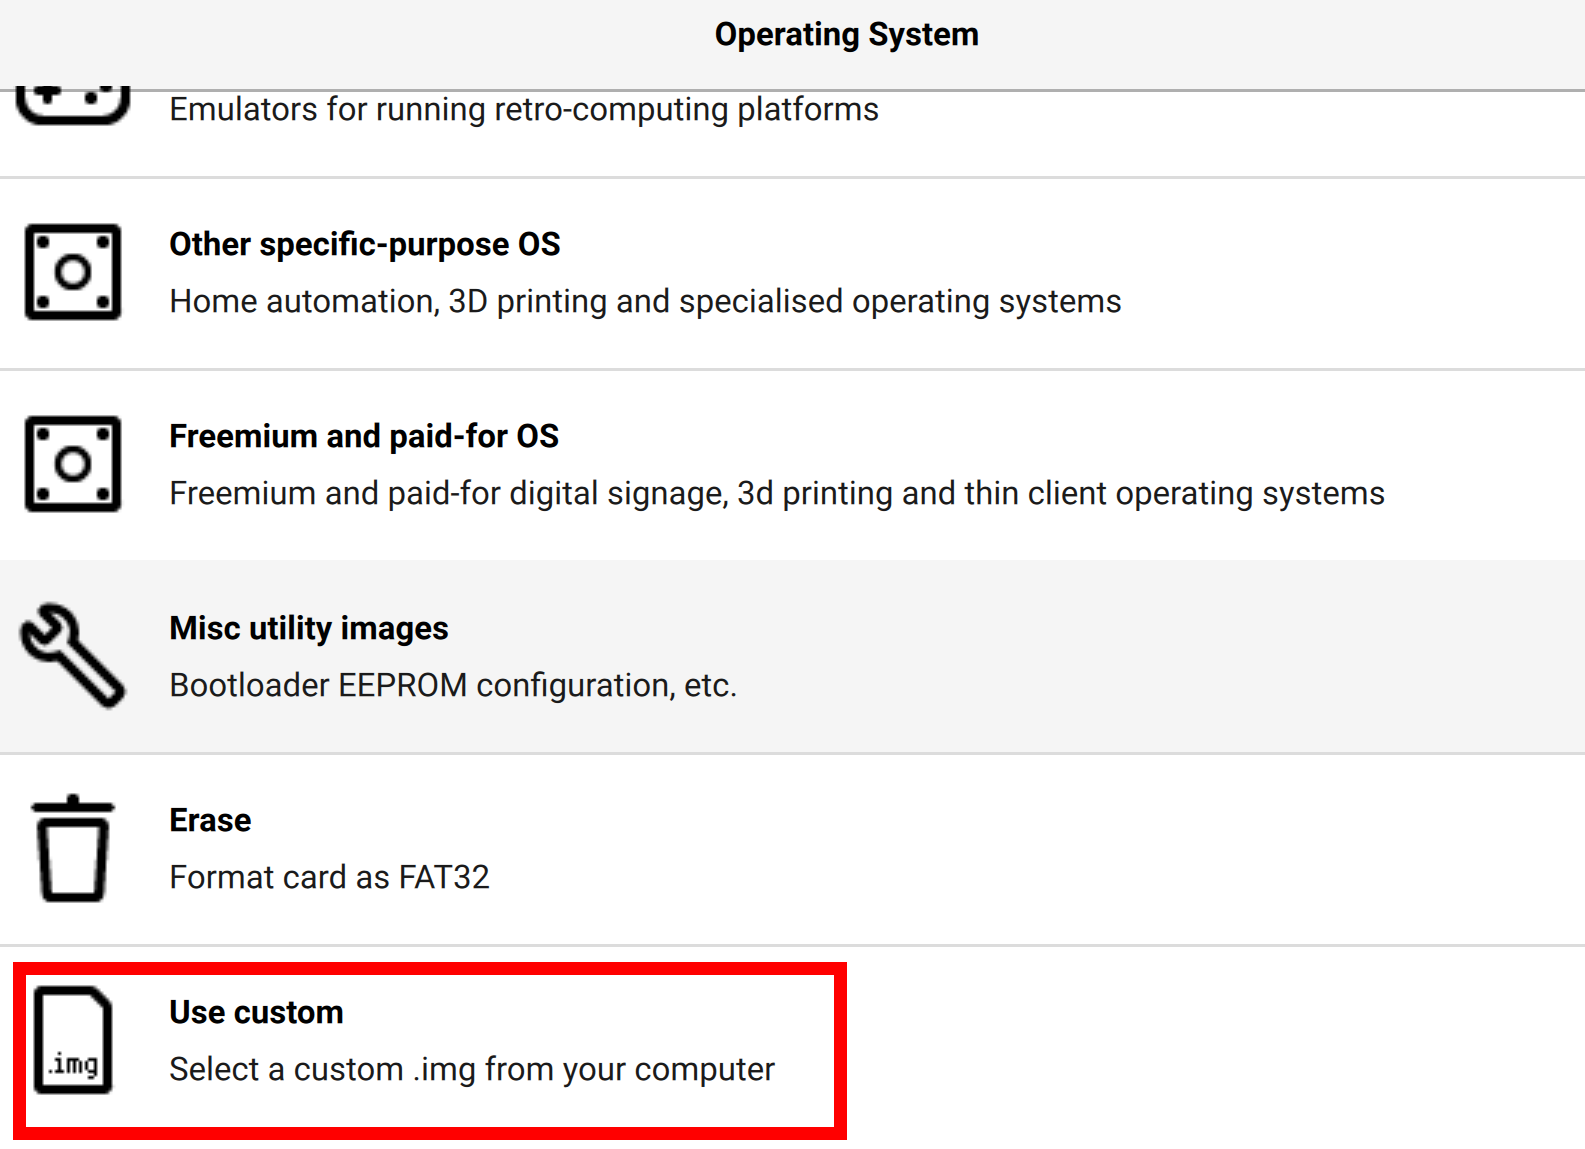 Operating System
Emulators for running retro-computing platforms
Other specific-purpose OS
Home automation, 3D printing and specialised operating systems
Freemium and paid-for OS
Freemium and paid-for digital signage, 3d printing and thin client operating systems
Misc utility images
Bootloader EEPROM configuration, etc.
Erase
Format card as FAT32
Use custom
.img
Select a custom .img from your computer